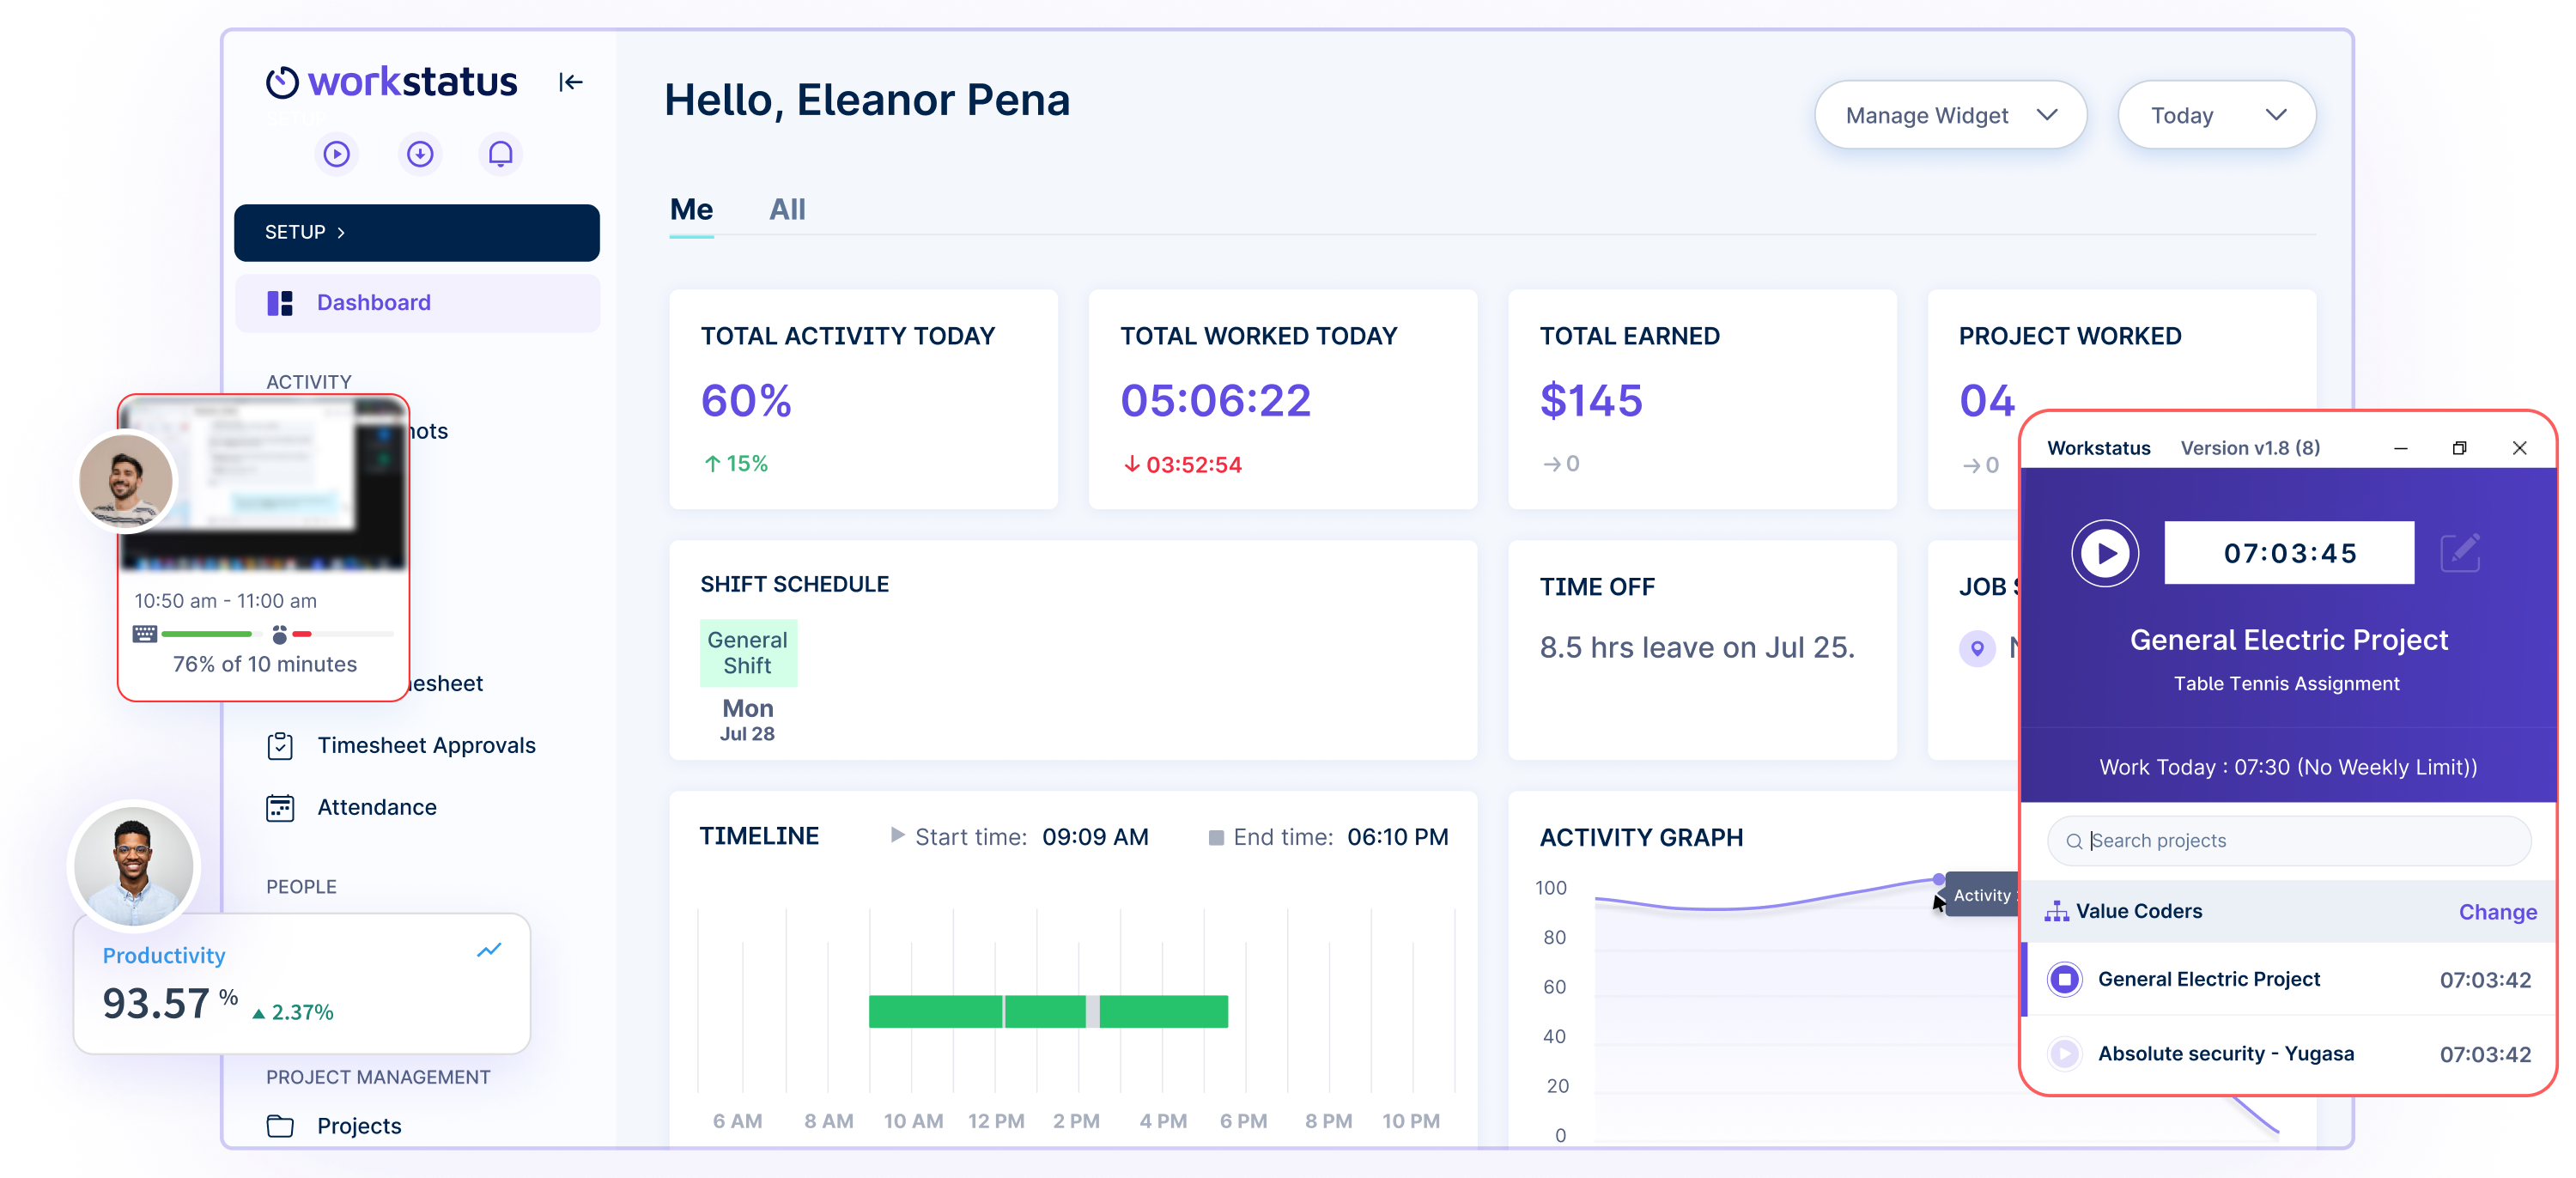 workstatus
Hello, Eleanor Pena
Manage Widget
Today
SETUP >
Me
All
Dashboard
ACTIVITY
TOTAL ACTIVITY TODAY
60%
15%
TOTAL WORKED TODAY
05:06:22
03:52:54
TOTAL EARNED
$145
0
PROJECT WORKED
04
0
10:50 am - 11:00 am
76% of 10 minutes
Timesheet Approvals
Attendance
PEOPLE
Productivity
93.57 %
2.37%
PROJECT MANAGEMENT
Projects
SHIFT SCHEDULE
General
Shift
Mon
Jul 28
TIME OFF
8.5 hrs leave on Jul 25.
JOB
TIMELINE
Start time: 09:09 AM
End time: 06:10 PM
6 AM 8 AM 10 AM 12 PM 2 PM 4 PM 6 PM 8 PM 10 PM
ACTIVITY GRAPH
100
80
60
40
20
0
Activity
Workstatus Version v1.8 (8)
07:03:45
General Electric Project
Table Tennis Assignment
Work Today : 07:30 (No Weekly Limit))
Search projects
Value Coders
Change
General Electric Project 07:03:42
Absolute security - Yugasa 07:03:42